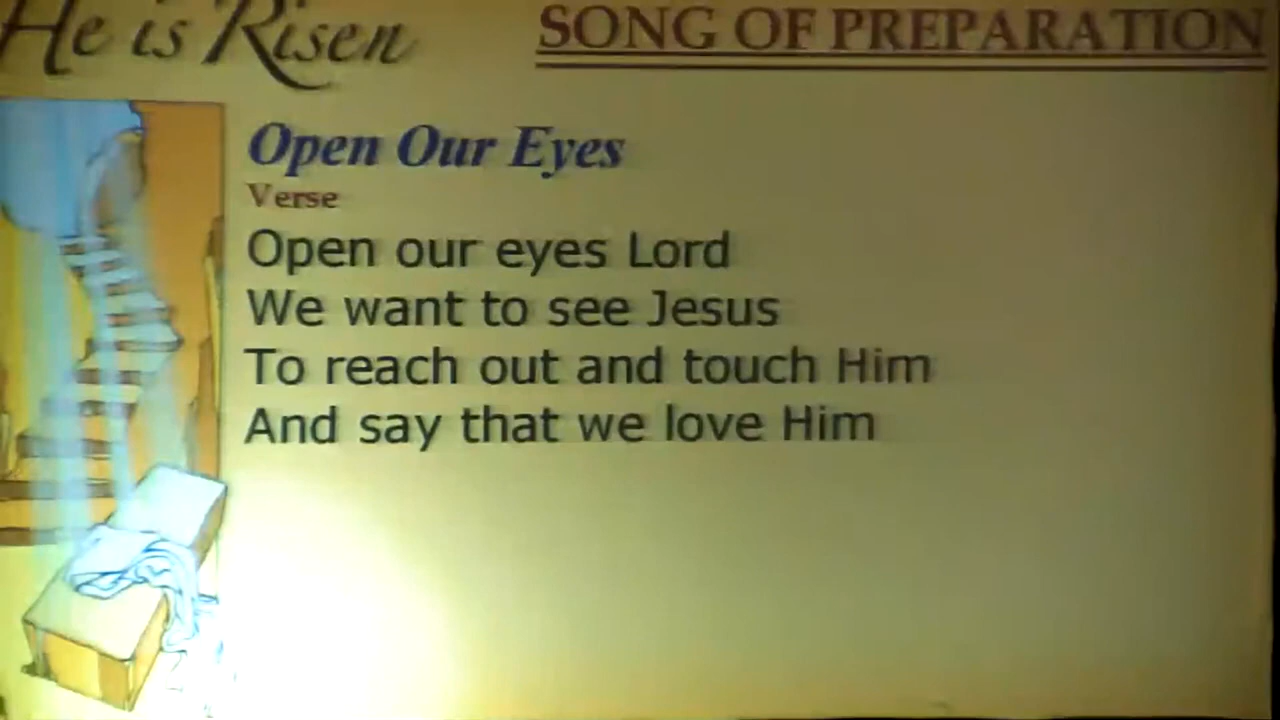 He is Risen
SONG OF PREPARATION
Open Our Eyes
Verse
Open our eyes Lord
We want to see Jesus
To reach out and touch Him
And say that we love Him